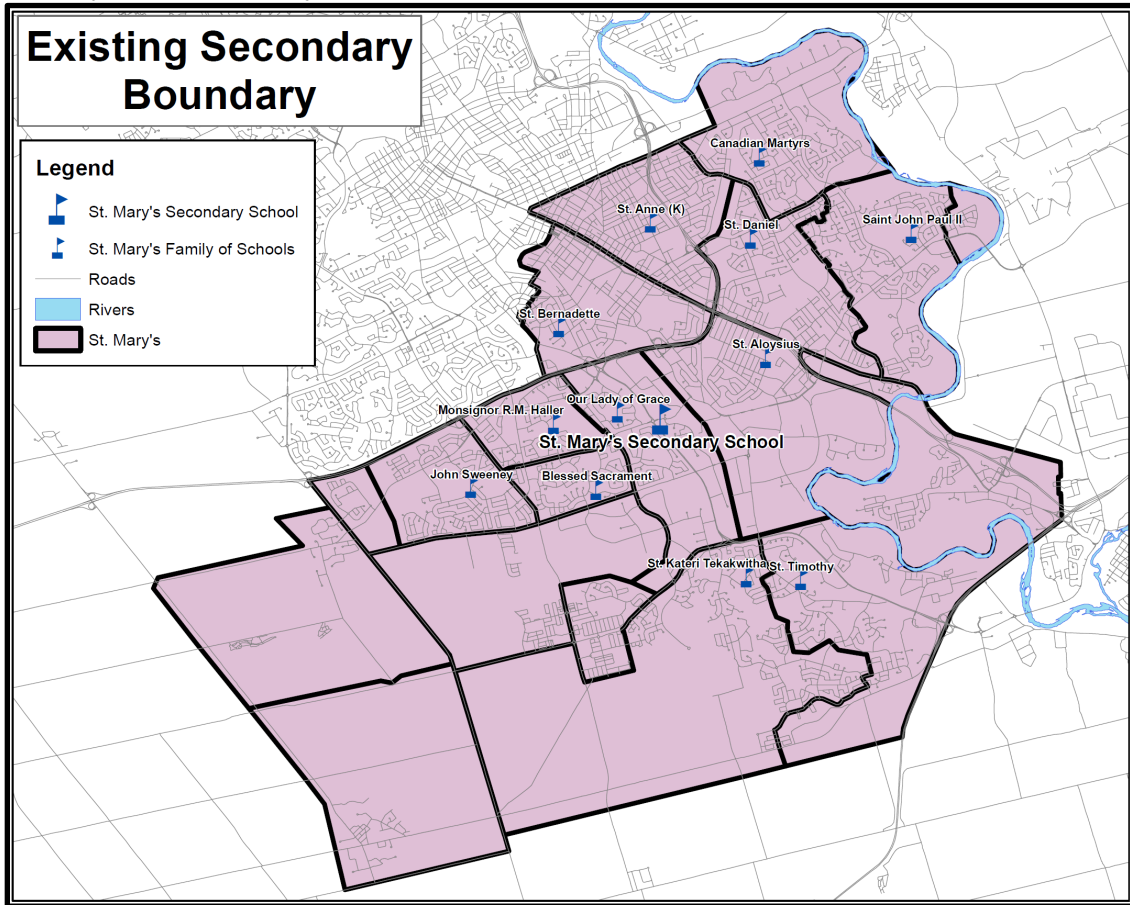 Existing Secondary
Boundary
Legend
St. Mary's Secondary School
St. Mary's Family of Schools
Roads
Rivers
St. Mary's
Canadian Martyrs
St. Anne (K)
St. Daniel
Saint John Paul II
St. Bernadette
St. Aloysius
Our Lady of Grace
Monsignor R.M. Haller
St. Mary's Secondary School
John Sweeney
Blessed Sacrament
St. Kateri Tekakwitha
St. Timothy